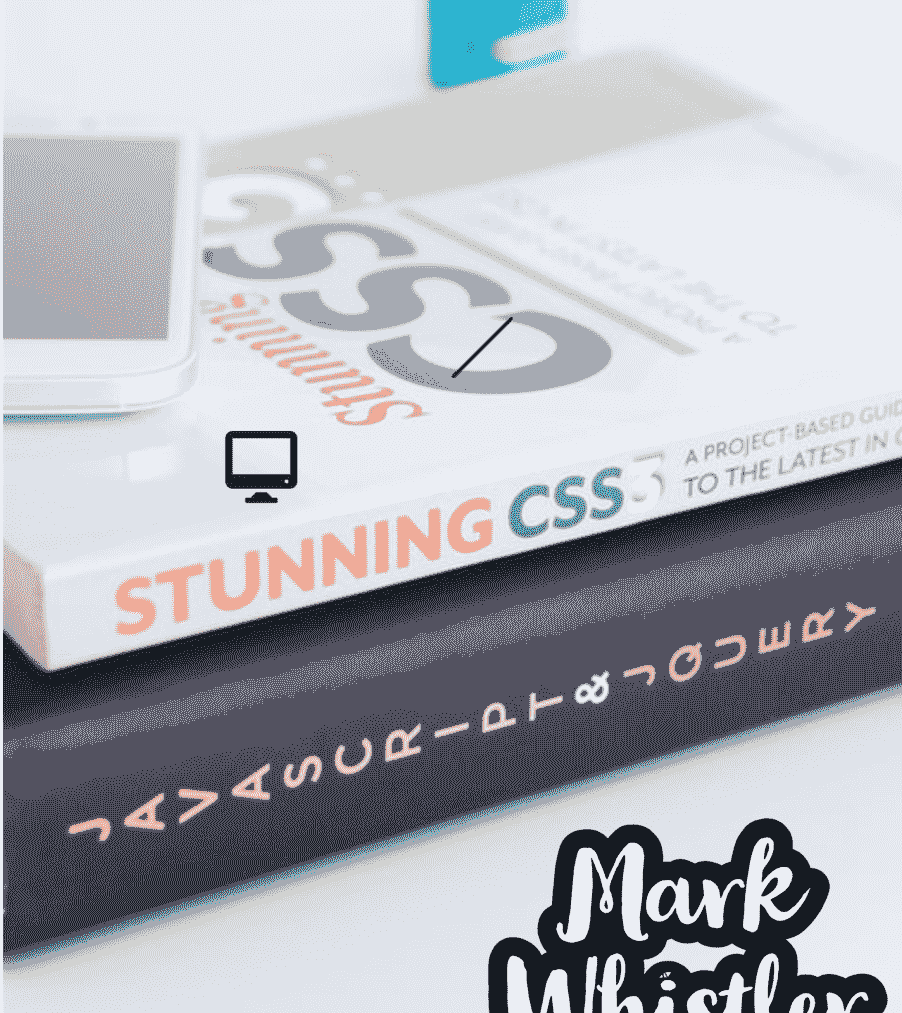 CSS
Stunning
STUNNING CSS3
A PROJECT-BASED GUID
TO THE LATEST IN C
JAVASCRIPT & JQUERY
Mark
Whistler